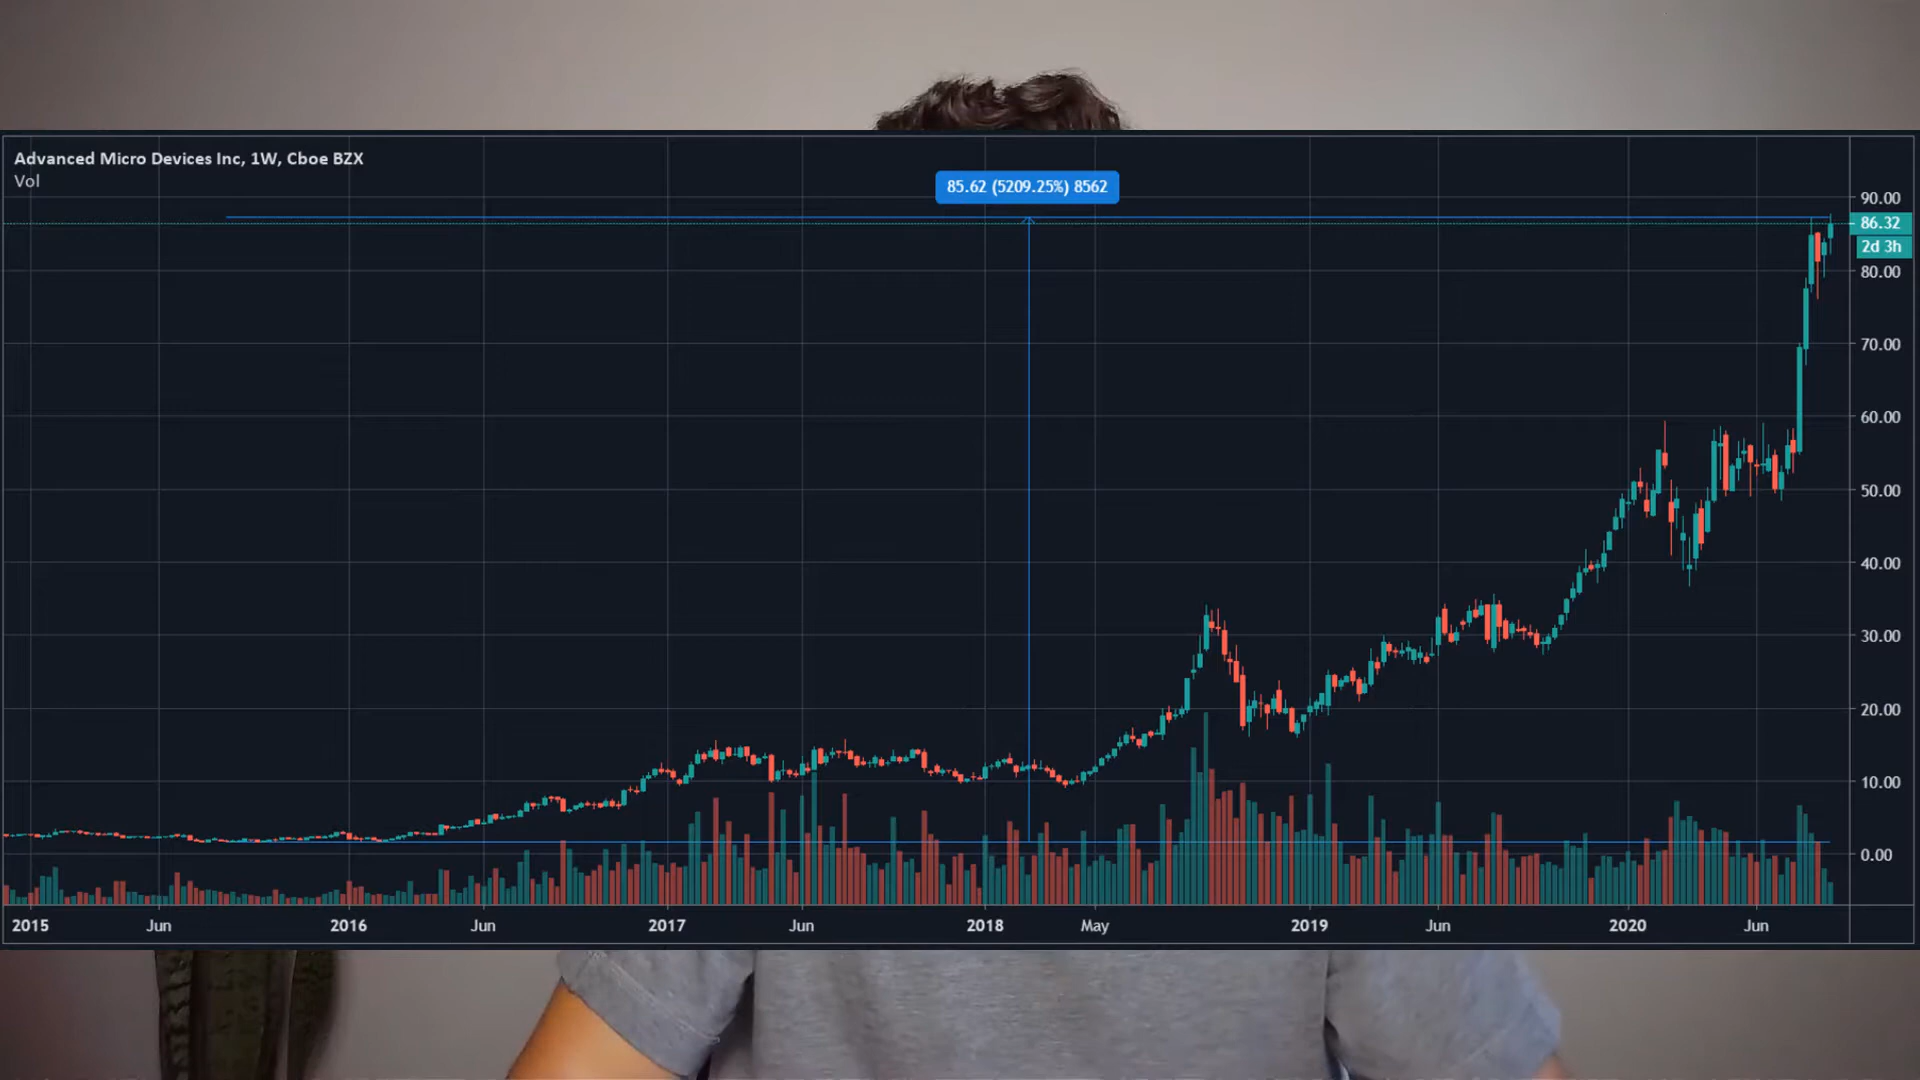 Advanced Micro Devices Inc, 1W, Cboe BZX
Vol
85.62 (5209.25%) 8562
90.00
86.32
2d 3h
80.00
70.00
60.00
50.00
40.00
30.00
20.00
10.00
0.00
2015 Jun 2016 Jun 2017 Jun 2018 May 2019 Jun 2020 Jun